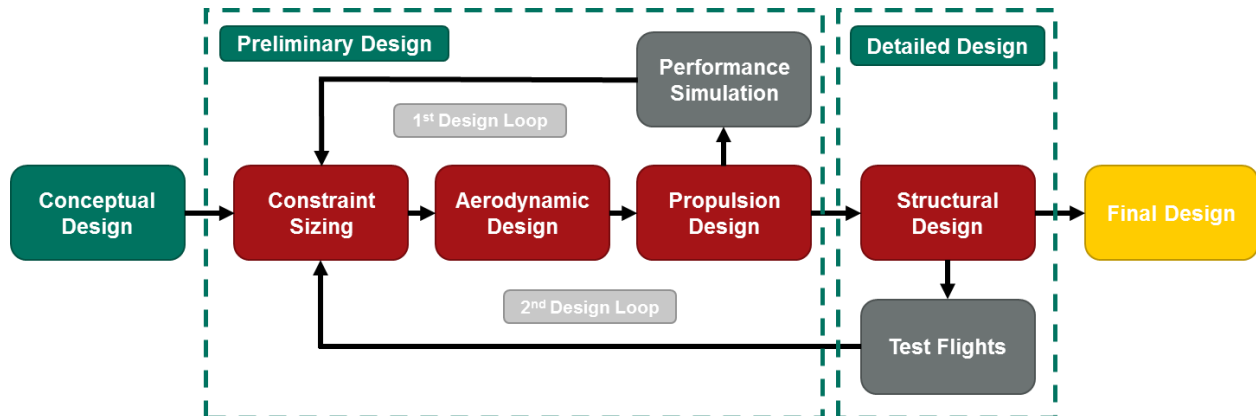 Preliminary Design
Detailed Design
Performance
Simulation
1st Design Loop
Conceptual
Design
Constraint
Sizing
Aerodynamic
Design
Propulsion
Design
Structural
Design
Final Design
2nd Design Loop
Test Flights